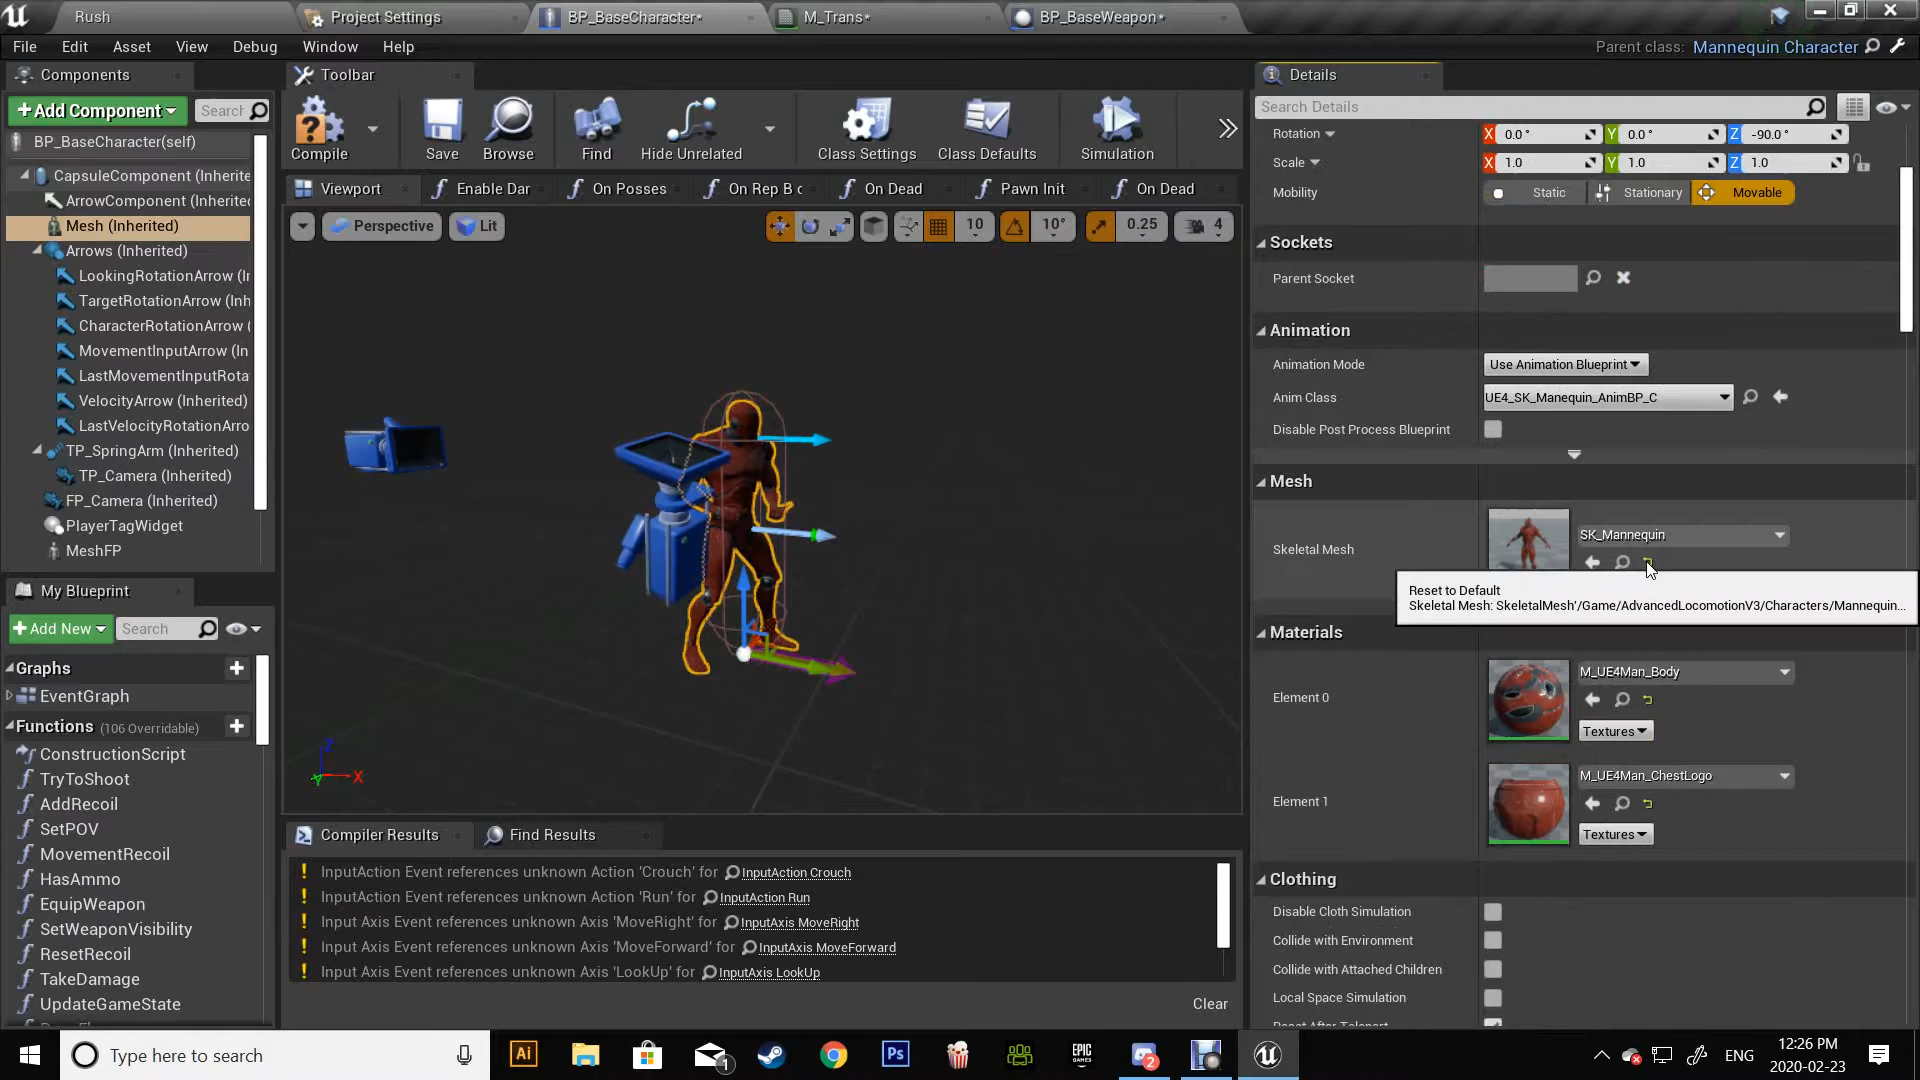 Rush
Project Settings
BP_BaseCharacter*
M_Trans*
BP_BaseWeapon*
File Edit Asset View Debug Window Help
Parent class: Mannequin Character
Components
+Add Component
Search
BP_BaseCharacter(self)
CapsuleComponent (Inherite
ArrowComponent (Inherited
Mesh (Inherited)
Arrows (Inherited)
LookingRotationArrow (I
TargetRotationArrow (Inh
CharacterRotationArrow (
MovementInputArrow (In
LastMovementInputRota
VelocityArrow (Inherited)
LastVelocityRotationArro
TP_SpringArm (Inherited)
TP_Camera (Inherited)
FP_Camera (Inherited)
PlayerTagWidget
MeshFP
My Blueprint
+Add New
Search
Graphs
EventGraph
Functions (106 Overridable)
ConstructionScript
TryToShoot
AddRecoil
SetPOV
MovementRecoil
HasAmmo
EquipWeapon
SetWeaponVisibility
ResetRecoil
TakeDamage
UpdateGameState
Toolbar
Compile
Save
Browse
Find
Hide Unrelated
Class Settings
Class Defaults
Simulation
Viewport
Enable Dar
On Posses
On Rep B c
On Dead
Pawn Init
On Dead
Perspective
Lit
10
10°
0.25
4
Z
X
Y
Compiler Results
Find Results
InputAction Event references unknown Action 'Crouch' for InputAction Crouch
InputAction Event references unknown Action 'Run' for InputAction Run
Input Axis Event references unknown Axis 'MoveRight' for InputAxis MoveRight
Input Axis Event references unknown Axis 'MoveForward' for InputAxis MoveForward
Input Axis Event references unknown Axis 'LookUp' for InputAxis LookUp
Clear
Details
Search Details
Rotation X 0.0 ° Y 0.0 ° Z -90.0 °
Scale X 1.0 Y 1.0 Z 1.0
Mobility Static Stationary Movable
Sockets
Parent Socket
Animation
Animation Mode Use Animation Blueprint
Anim Class UE4_SK_Manequin_AnimBP_C
Disable Post Process Blueprint
Mesh
Skeletal Mesh
SK_Mannequin
Reset to Default
Skeletal Mesh: SkeletalMesh'/Game/AdvancedLocomotionV3/Characters/Mannequin...
Materials
Element 0
M_UE4Man_Body
Textures
Element 1
M_UE4Man_ChestLogo
Textures
Clothing
Disable Cloth Simulation
Collide with Environment
Collide with Attached Children
Local Space Simulation
Type here to search
Ai
1
Ps
EPIC
GAMES
2
ENG
12:26 PM
2020-02-23